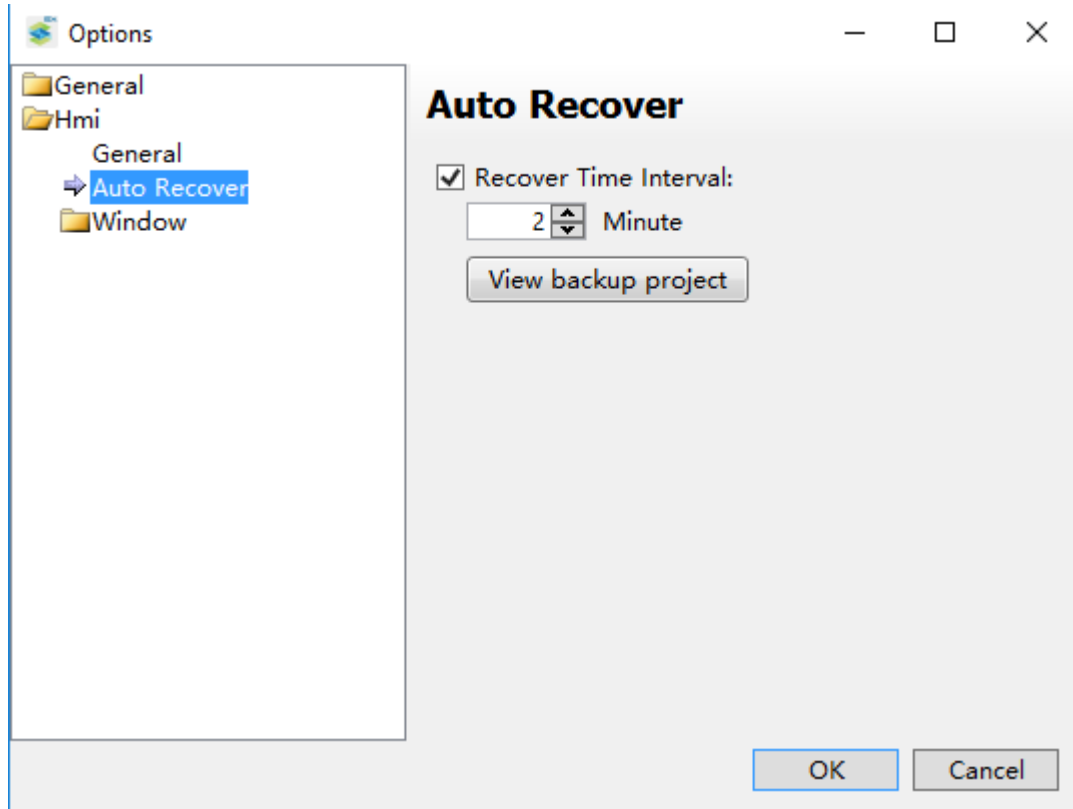 Options
General
Hmi
General
Auto Recover
Window
Auto Recover
Recover Time Interval:
2 Minute
View backup project
OK Cancel